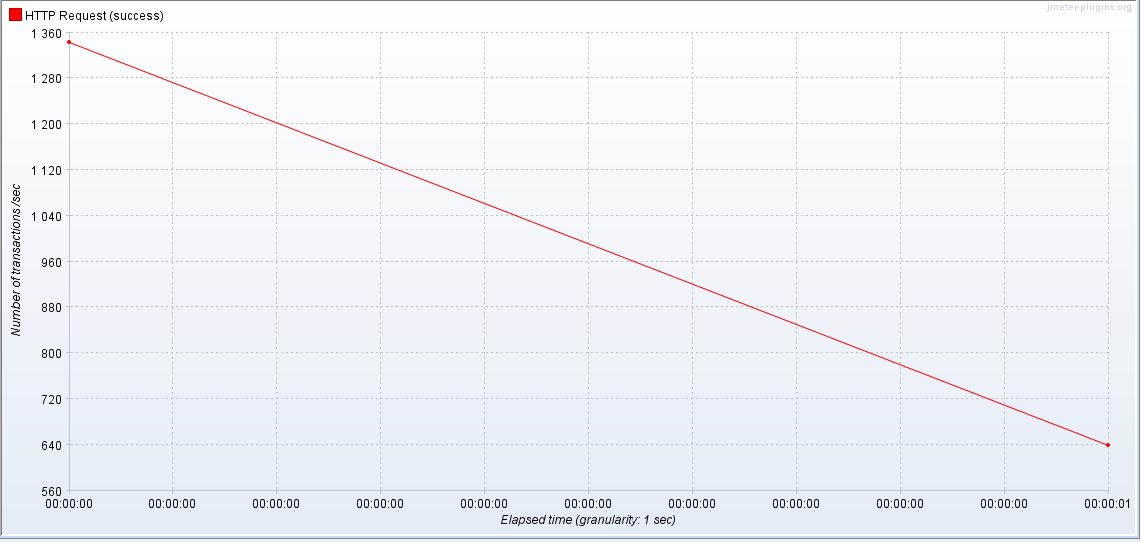 jmeter-plugins.org
HTTP Request (success)
1 360
1 280
1 200
1 120
1 040
960
880
800
720
640
560
Number of transactions /sec
00:00:00 00:00:00 00:00:00 00:00:00 00:00:00 00:00:00 00:00:00 00:00:00 00:00:00 00:00:00 00:00:01
Elapsed time (granularity: 1 sec)